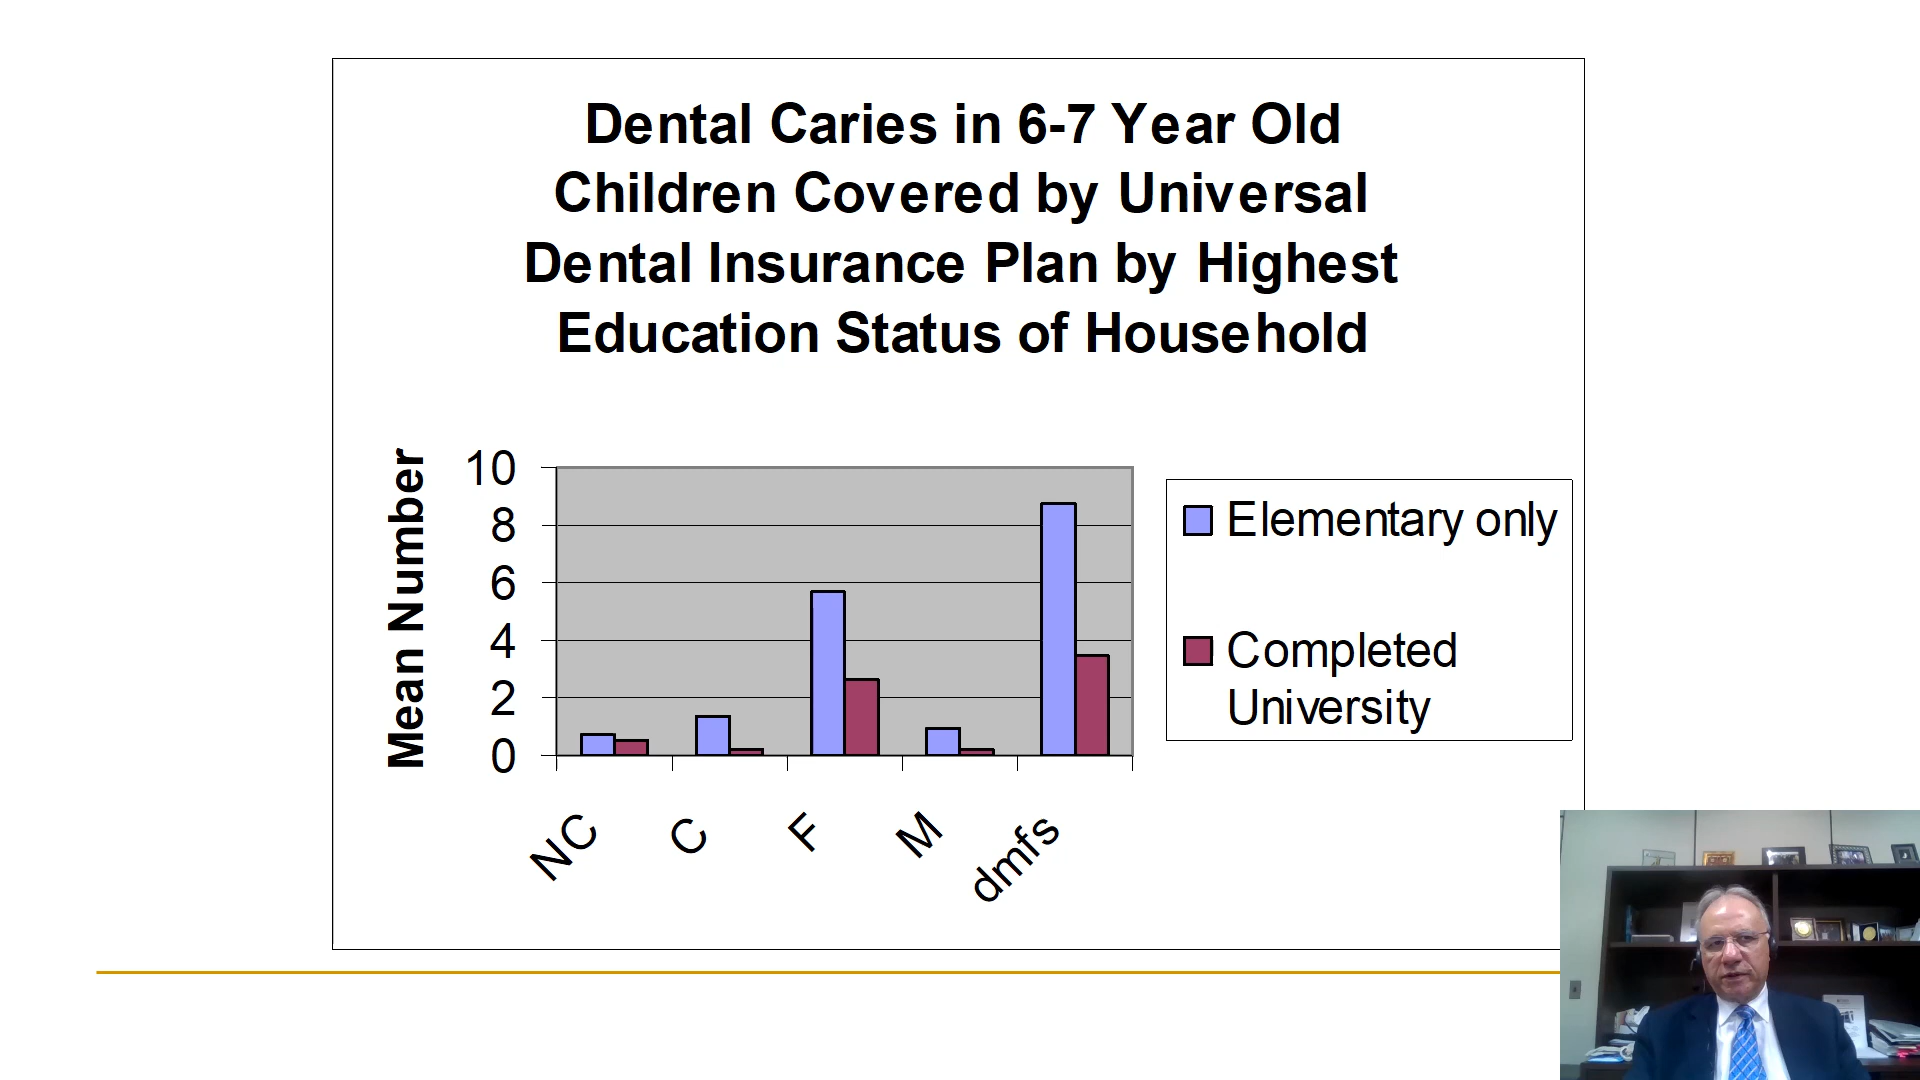 Dental Caries in 6-7 Year Old
Children Covered by Universal
Dental Insurance Plan by Highest
Education Status of Household
Mean Number
10
8
6
4
2
0
NC
C
F
M
dmfs
Elementary only
Completed
University